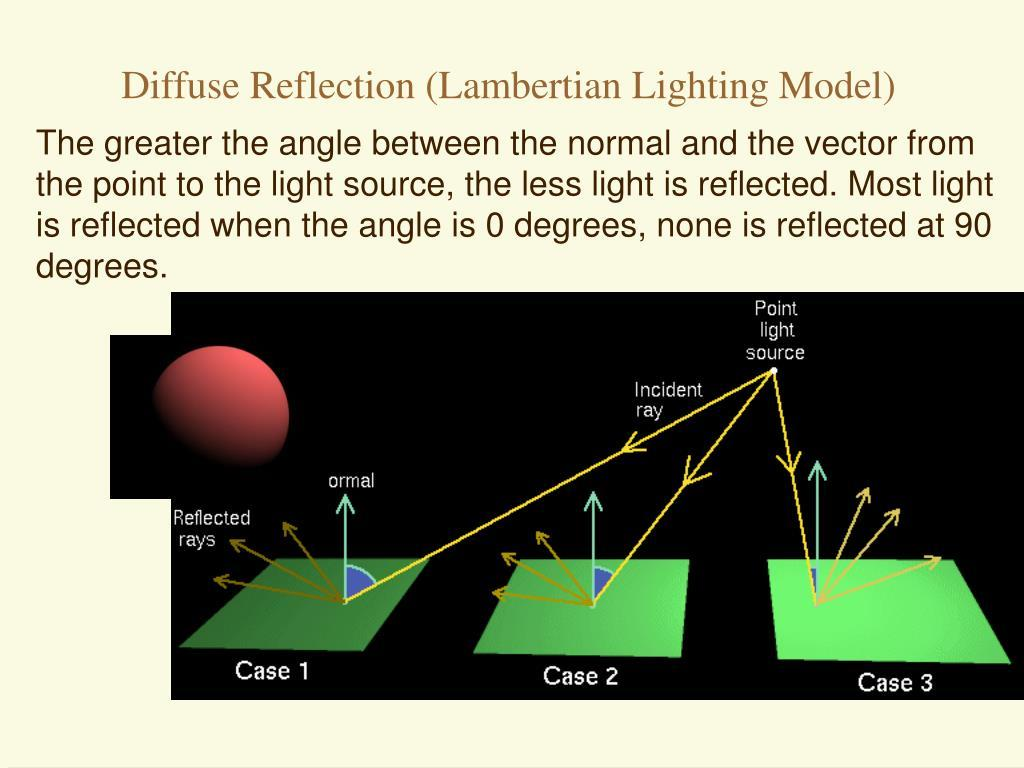 Diffuse Reflection (Lambertian Lighting Model)
The greater the angle between the normal and the vector from
the point to the light source, the less light is reflected. Most light
is reflected when the angle is 0 degrees, none is reflected at 90
degrees.
Point
light
source
Incident
ray
ormal
Reflected
rays
Case 1
Case 2
Case 3